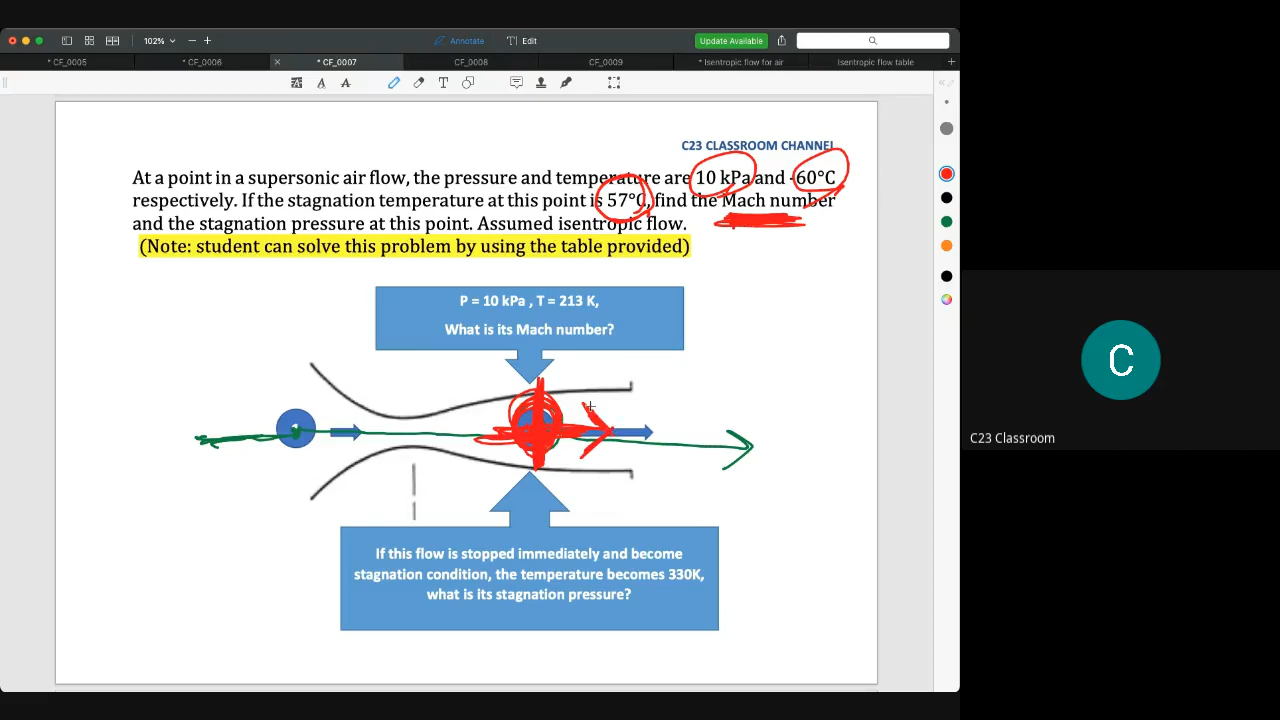 102%
Annotate
Edit
Update Available
* CF_0005
* CF_0006
* CF_0007
CF_0008
CF_0009
* Isentropic flow for air
Isentropic flow table
C23 CLASSROOM CHANNEL
At a point in a supersonic air flow, the pressure and temperature are 10 kPa and -60°C
respectively. If the stagnation temperature at this point is 57°C, find the Mach number
and the stagnation pressure at this point. Assumed isentropic flow.
(Note: student can solve this problem by using the table provided)
P = 10 kPa , T = 213 K,
What is its Mach number?
If this flow is stopped immediately and become
stagnation condition, the temperature becomes 330K,
what is its stagnation pressure?
C
C23 Classroom